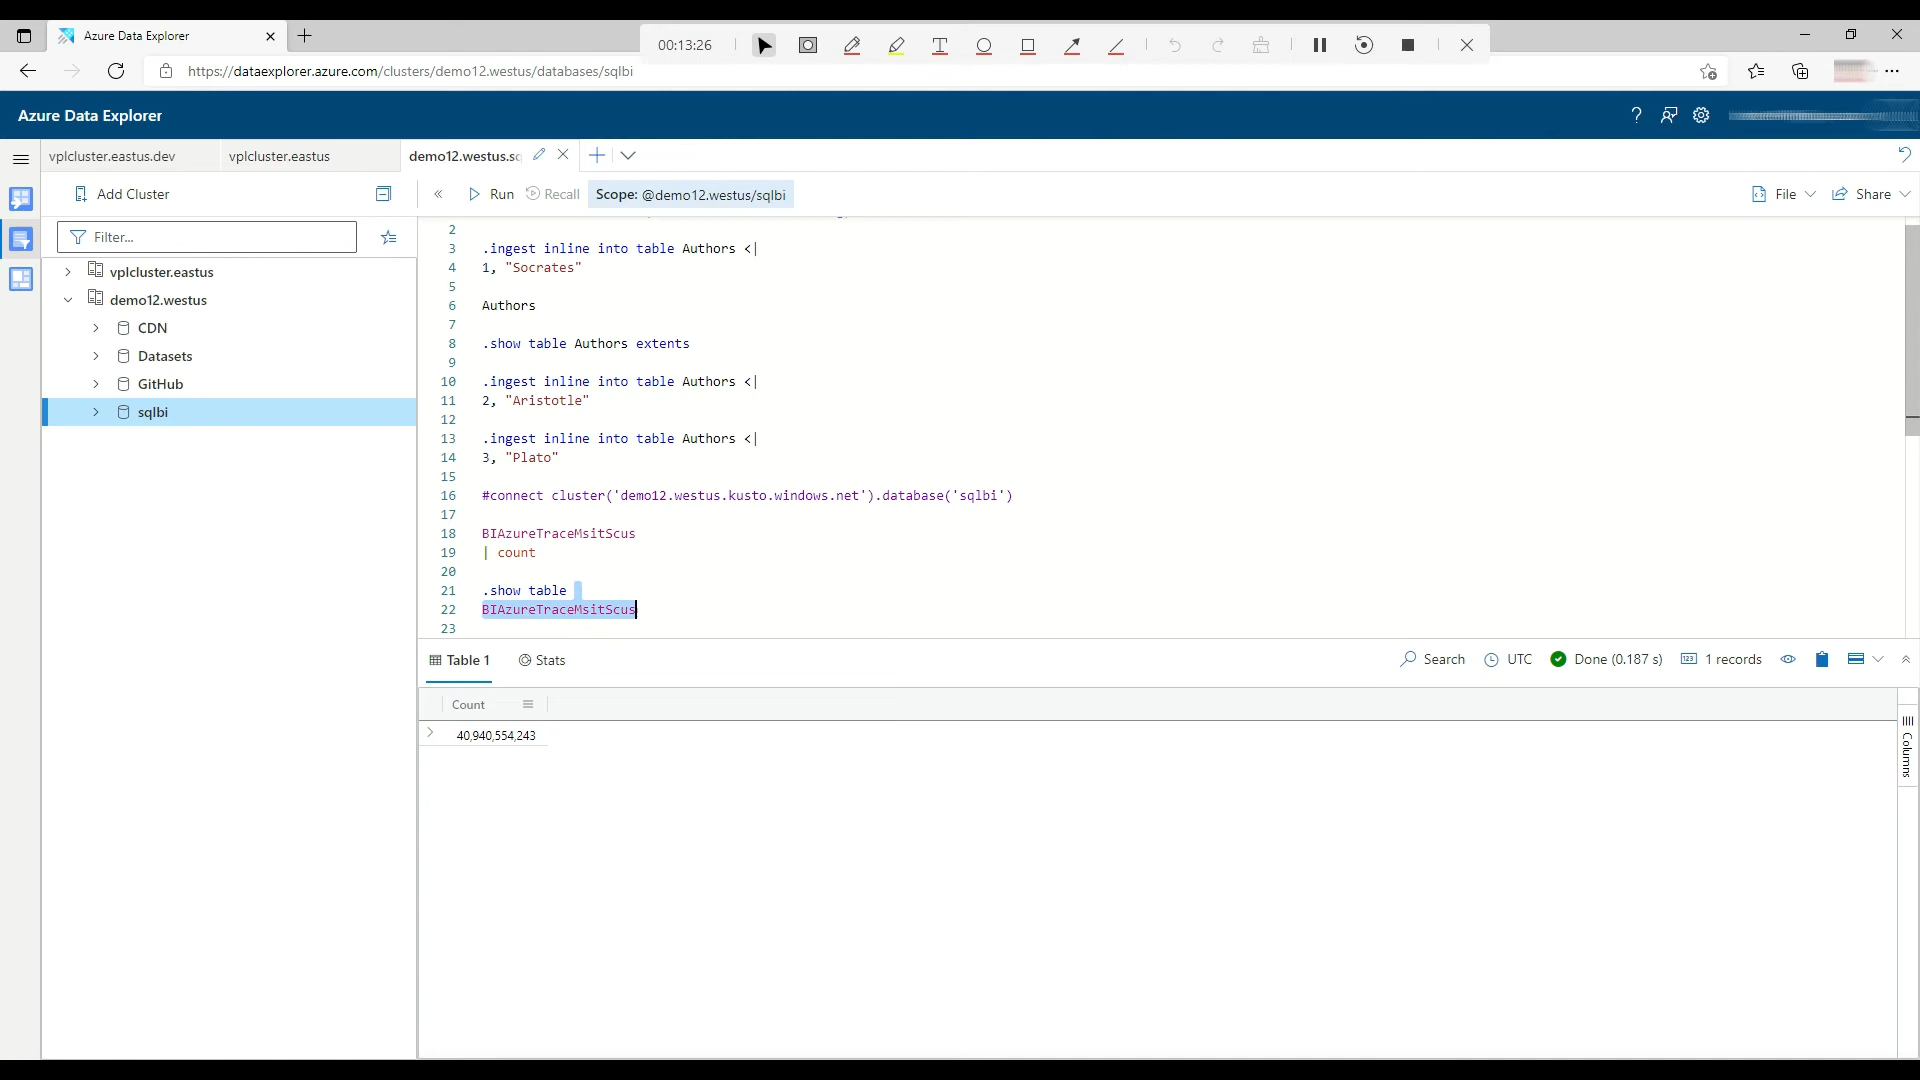 Azure Data Explorer
00:13:26
https://dataexplorer.azure.com/clusters/demo12.westus/databases/sqlbi
Azure Data Explorer
?
vplcluster.eastus.dev
vplcluster.eastus
demo12.westus.sq
Add Cluster
Run
Recall
Scope: @demo12.westus/sqlbi
File
Share
Filter...
vplcluster.eastus
demo12.westus
CDN
Datasets
GitHub
sqlbi
2
3 .ingest inline into table Authors <|
4 1, "Socrates"
5
6 Authors
7
8 .show table Authors extents
9
10 .ingest inline into table Authors <|
11 2, "Aristotle"
12
13 .ingest inline into table Authors <|
14 3, "Plato"
15
16 #connect cluster('demo12.westus.kusto.windows.net').database('sqlbi')
17
18 BIAzureTraceMsitScus
19 | count
20
21 .show table
22 BIAzureTraceMsitScus
23
Table 1
Stats
Search
UTC
Done (0.187 s)
123
1 records
Count
40,940,554,243
Columns